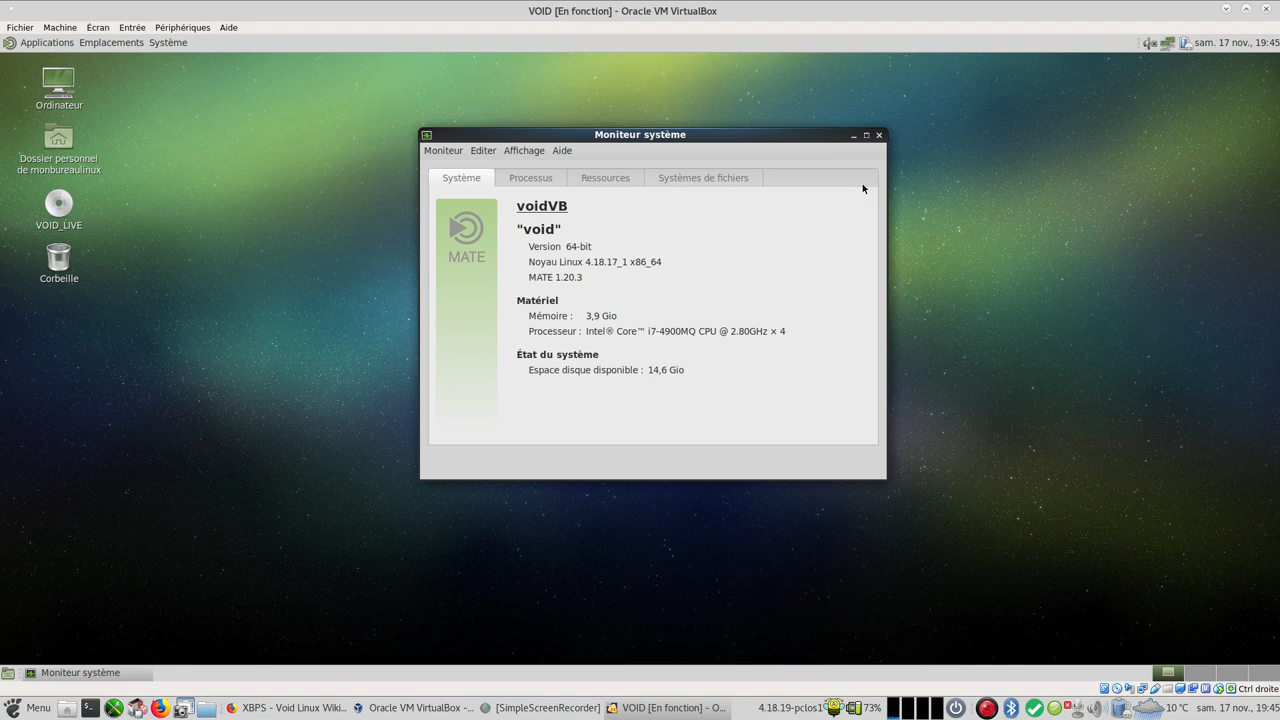 VOID [En fonction] - Oracle VM VirtualBox
Fichier Machine Écran Entrée Périphériques Aide
Applications Emplacements Système sam. 17 nov., 19:45
Ordinateur
Dossier personnel
de monbureaulinux
VOID_LIVE
Corbeille
Moniteur système
Moniteur Editer Affichage Aide
Système Processus Ressources Systèmes de fichiers
MATE
voidVB
"void"
Version 64-bit
Noyau Linux 4.18.17_1 x86_64
MATE 1.20.3
Matériel
Mémoire : 3,9 Gio
Processeur : Intel® Core™ i7-4900MQ CPU @ 2.80GHz × 4
État du système
Espace disque disponible : 14,6 Gio
Moniteur système
Ctrl droite
Menu XBPS - Void Linux Wiki... Oracle VM VirtualBox -... [SimpleScreenRecorder] VOID [En fonction] - O... 4.18.19-pclos1 73% 10 °C sam. 17 nov., 19:45